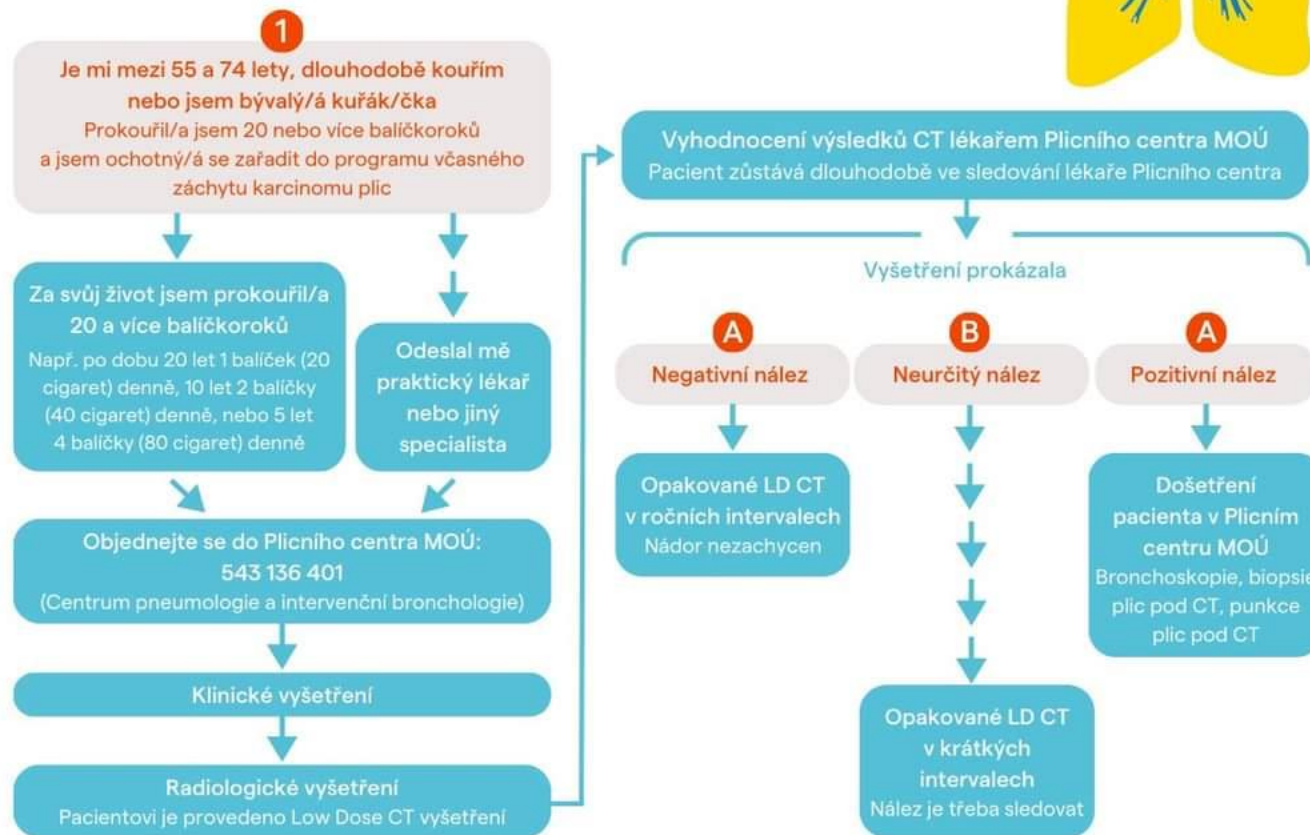 1
Je mi mezi 55 a 74 lety, dlouhodobě kouřím
nebo jsem bývalý/á kuřák/čka
Prokouřil/a jsem 20 nebo více balíčkoroků
a jsem ochotný/á se zařadit do programu včasného
záchytu karcinomu plic
Za svůj život jsem prokouřil/a
20 a více balíčkoroků
Např. po dobu 20 let 1 balíček (20
cigaret) denně, 10 let 2 balíčky
(40 cigaret) denně, nebo 5 let
4 balíčky (80 cigaret) denně
Odeslal mě
praktický lékař
nebo jiný
specialista
Objednejte se do Plicního centra MOÚ:
543 136 401
(Centrum pneumologie a intervenční bronchologie)
Klinické vyšetření
Radiologické vyšetření
Pacientovi je provedeno Low Dose CT vyšetření
Vyhodnocení výsledků CT lékařem Plicního centra MOÚ
Pacient zůstává dlouhodobě ve sledování lékaře Plicního centra
Vyšetření prokázala
A
Negativní nález
Opakované LD CT
v ročních intervalech
Nádor nezachycen
B
Neurčitý nález
Opakované LD CT
v krátkých
intervalech
Nález je třeba sledovat
A
Pozitivní nález
Došetření
pacienta v Plicním
centru MOÚ
Bronchoskopie, biopsie
plic pod CT, punkce
plic pod CT